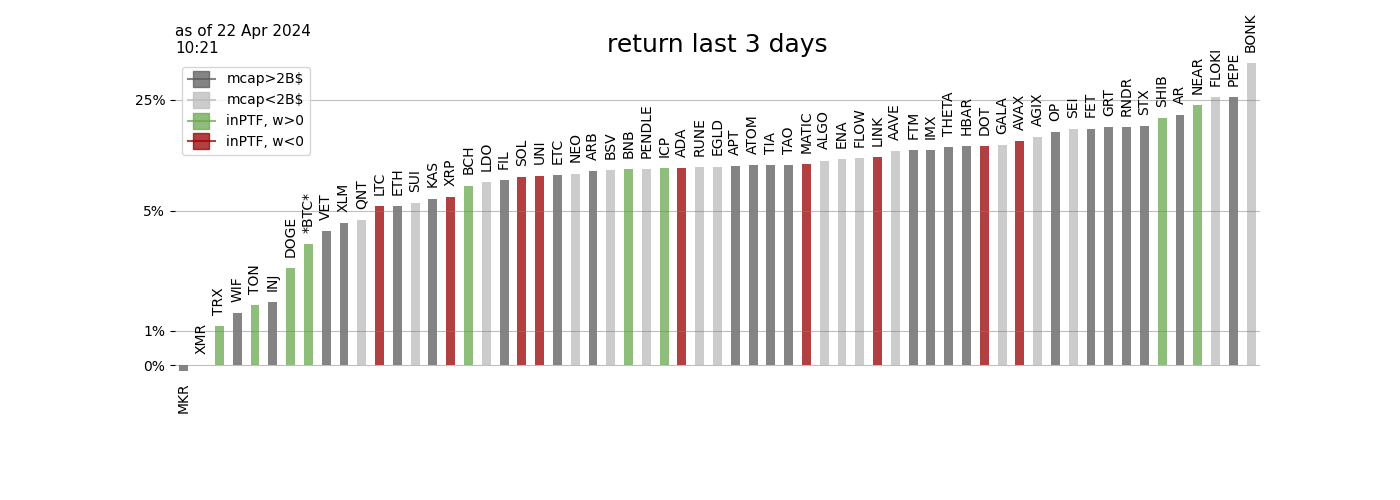 as of 22 Apr 2024
10:21
return last 3 days
mcap>2B$
mcap<2B$
inPTF, w>0
inPTF, w<0
25%
5%
1%
0%
MKR
XMR
TRX
WIF
TON
INJ
DOGE
*BTC*
VET
XLM
QNT
LTC
ETH
SUI
KAS
XRP
BCH
LDO
FIL
SOL
UNI
ETC
NEO
ARB
BSV
BNB
PENDLE
ICP
ADA
RUNE
EGLD
APT
ATOM
TIA
TAO
MATIC
ALGO
ENA
FLOW
LINK
AAVE
FTM
IMX
THETA
HBAR
DOT
GALA
AVAX
AGIX
OP
SEI
FET
GRT
RNDR
STX
SHIB
AR
NEAR
FLOKI
PEPE
BONK